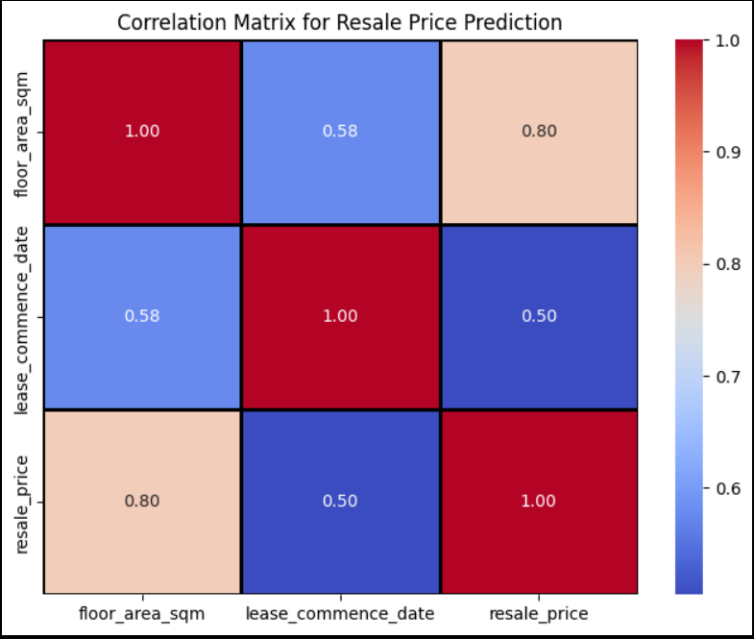 Correlation Matrix for Resale Price Prediction
floor_area_sqm
1.00
0.58
0.80
lease_commence_date
0.58
1.00
0.50
resale_price
0.80
0.50
1.00
floor_area_sqm
lease_commence_date
resale_price
1.0
0.9
0.8
0.7
0.6